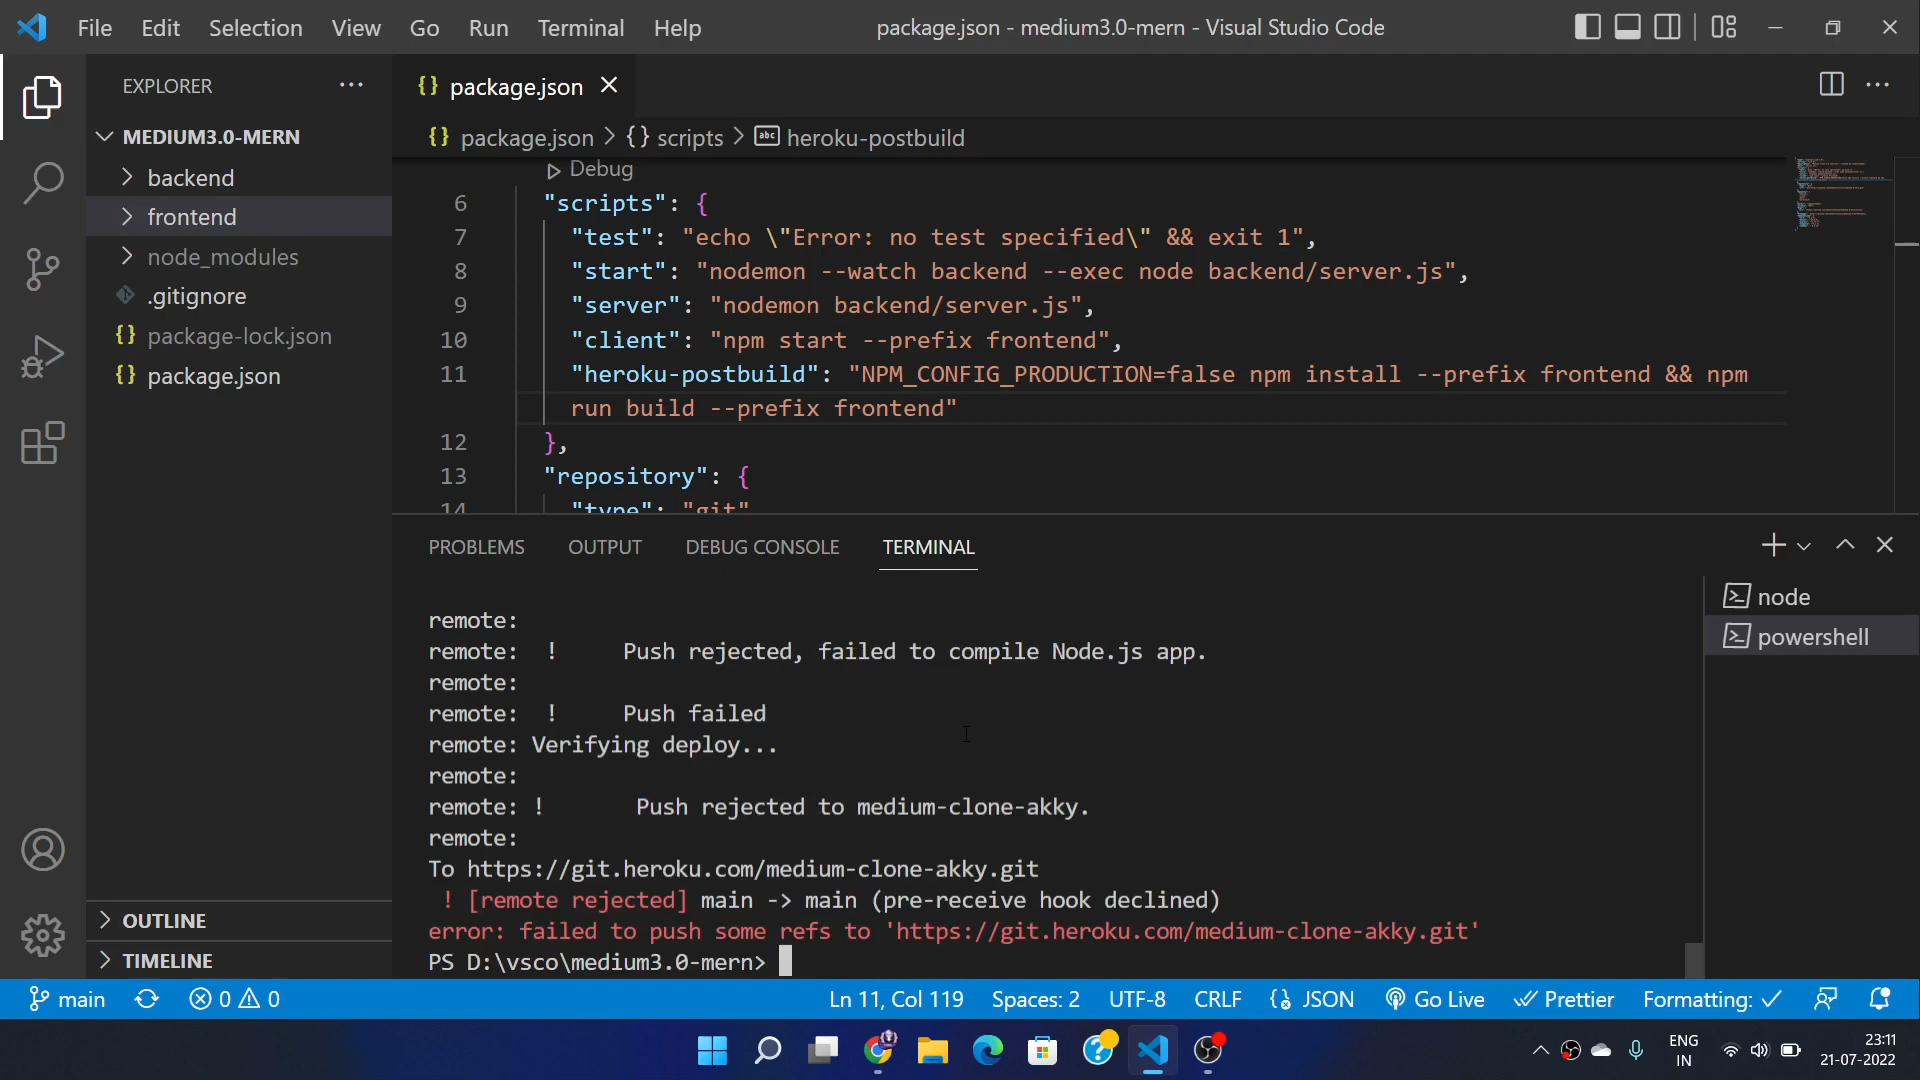 File Edit Selection View Go Run Terminal Help
package.json - medium3.0-mern - Visual Studio Code
EXPLORER
MEDIUM3.0-MERN
backend
frontend
node_modules
.gitignore
package-lock.json
package.json
OUTLINE
TIMELINE
{} package.json
{} package.json > {} scripts > abc heroku-postbuild
Debug
6 "scripts": {
7 "test": "echo \"Error: no test specified\" && exit 1",
8 "start": "nodemon --watch backend --exec node backend/server.js",
9 "server": "nodemon backend/server.js",
10 "client": "npm start --prefix frontend",
11 "heroku-postbuild": "NPM_CONFIG_PRODUCTION=false npm install --prefix frontend && npm
run build --prefix frontend"
12 },
13 "repository": {
14 "type": "git"
PROBLEMS OUTPUT DEBUG CONSOLE TERMINAL
node
powershell
remote:
remote: ! Push rejected, failed to compile Node.js app.
remote:
remote: ! Push failed
remote: Verifying deploy...
remote:
remote: ! Push rejected to medium-clone-akky.
remote:
To https://git.heroku.com/medium-clone-akky.git
! [remote rejected] main -> main (pre-receive hook declined)
error: failed to push some refs to 'https://git.heroku.com/medium-clone-akky.git'
PS D:\vsco\medium3.0-mern>
main 0 0 Ln 11, Col 119 Spaces: 2 UTF-8 CRLF {} JSON Go Live Prettier Formatting: ✓
ENG
IN
23:11
21-07-2022